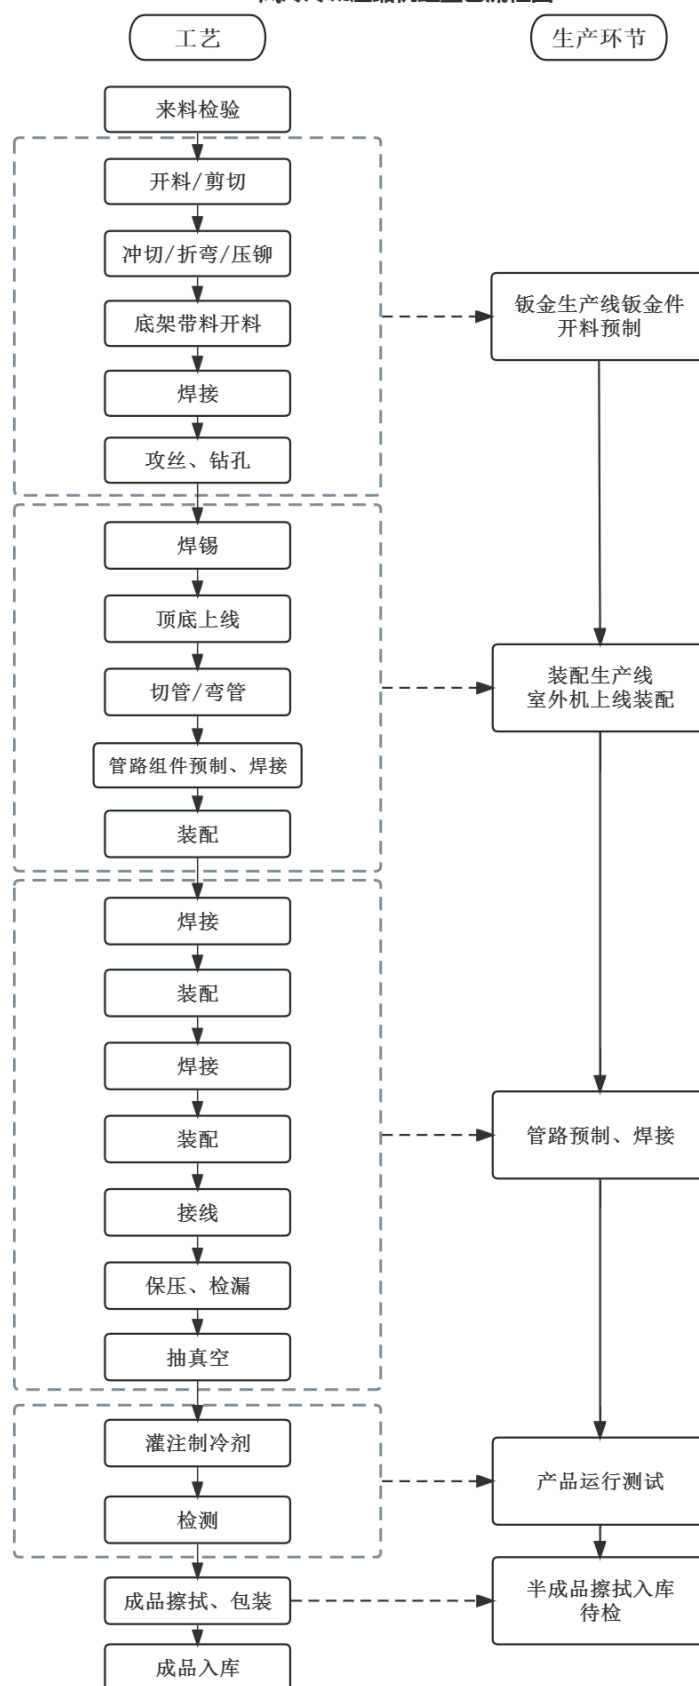 工艺
生产环节
来料检验
开料/剪切
冲切/折弯/压铆
底架带料开料
焊接
攻丝、钻孔
钣金生产线钣金件
开料预制
焊锡
顶底上线
切管/弯管
管路组件预制、焊接
装配
装配生产线
室外机上线装配
焊接
装配
焊接
装配
接线
保压、检漏
抽真空
管路预制、焊接
灌注制冷剂
检测
产品运行测试
成品擦拭、包装
半成品擦拭入库
待检
成品入库